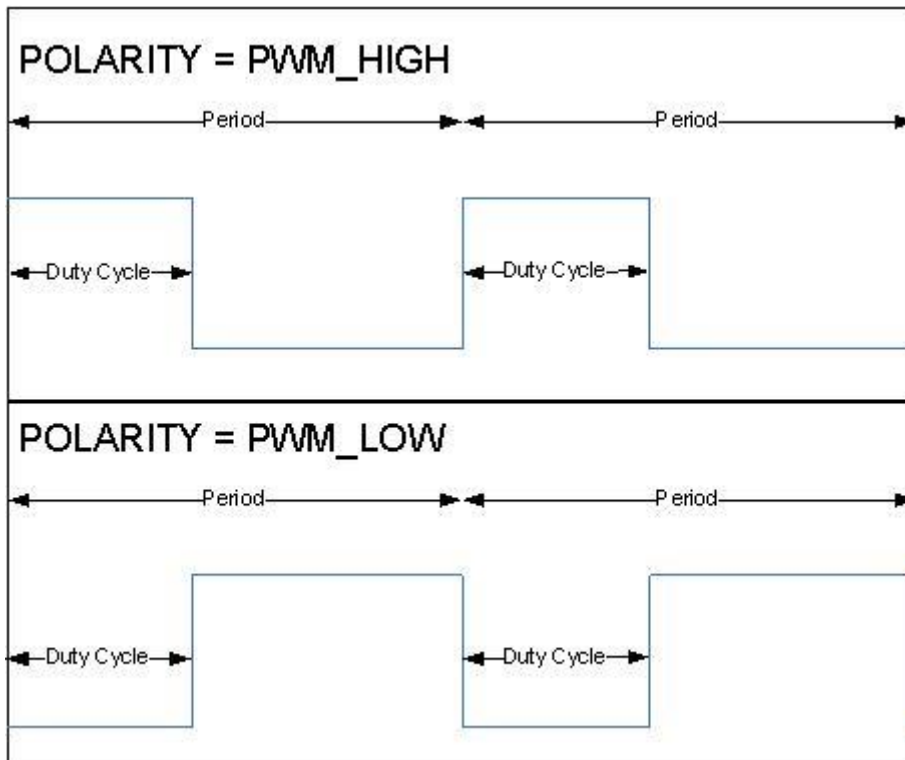 POLARITY = PWM_HIGH
Period Period
Duty Cycle Duty Cycle
POLARITY = PWM_LOW
Period Period
Duty Cycle Duty Cycle